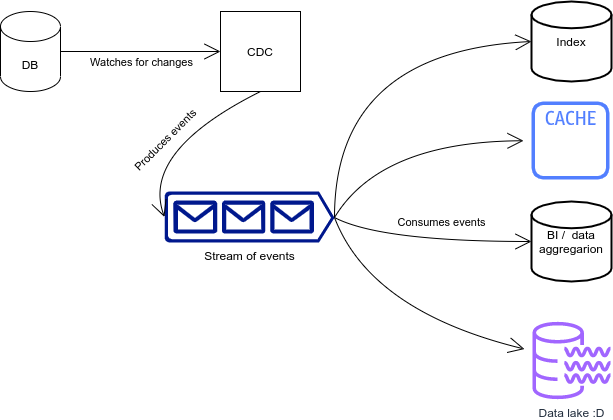 DB
Watches for changes
CDC
Produces events
Stream of events
Consumes events
Index
CACHE
BI / data
aggregarion
Data lake :D